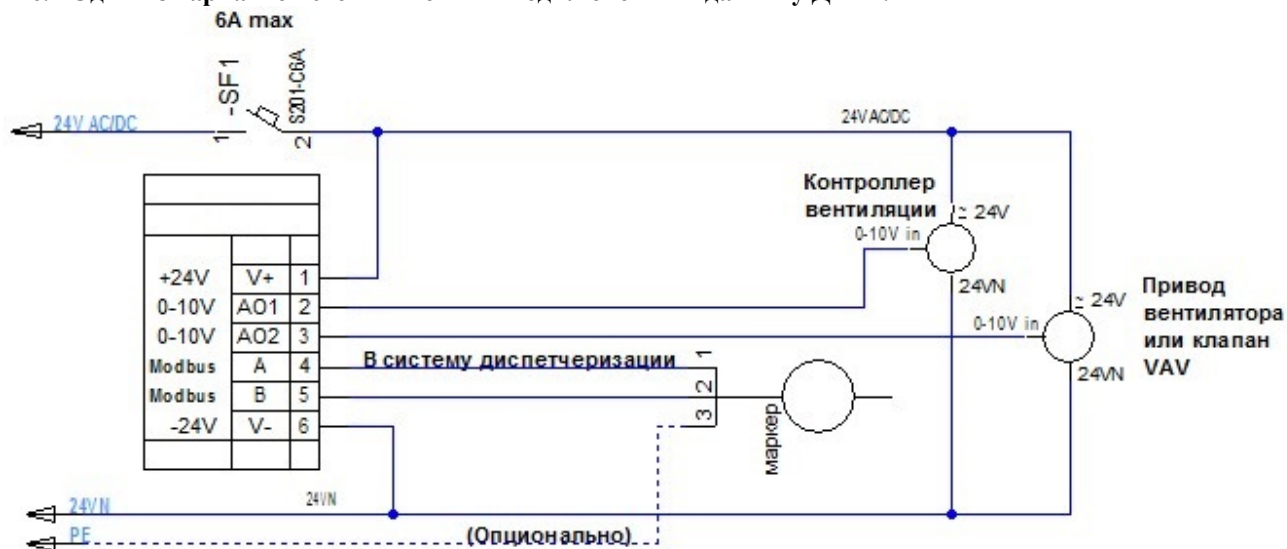 6A max
-SF1
S201-C6A
1
2
24V AC/DC
24VAC/DC
Контроллер
вентиляции
~ 24V
0-10V in
24VN
+24V V+ 1
0-10V AO1 2
0-10V AO2 3
Modbus A 4
Modbus B 5
-24V V- 6
~ 24V
0-10V in
24VN
Привод
вентилятора
или клапан
VAV
В систему диспетчеризации
1
2
3
маркер
24VN
24VN
PE
(Опционально)